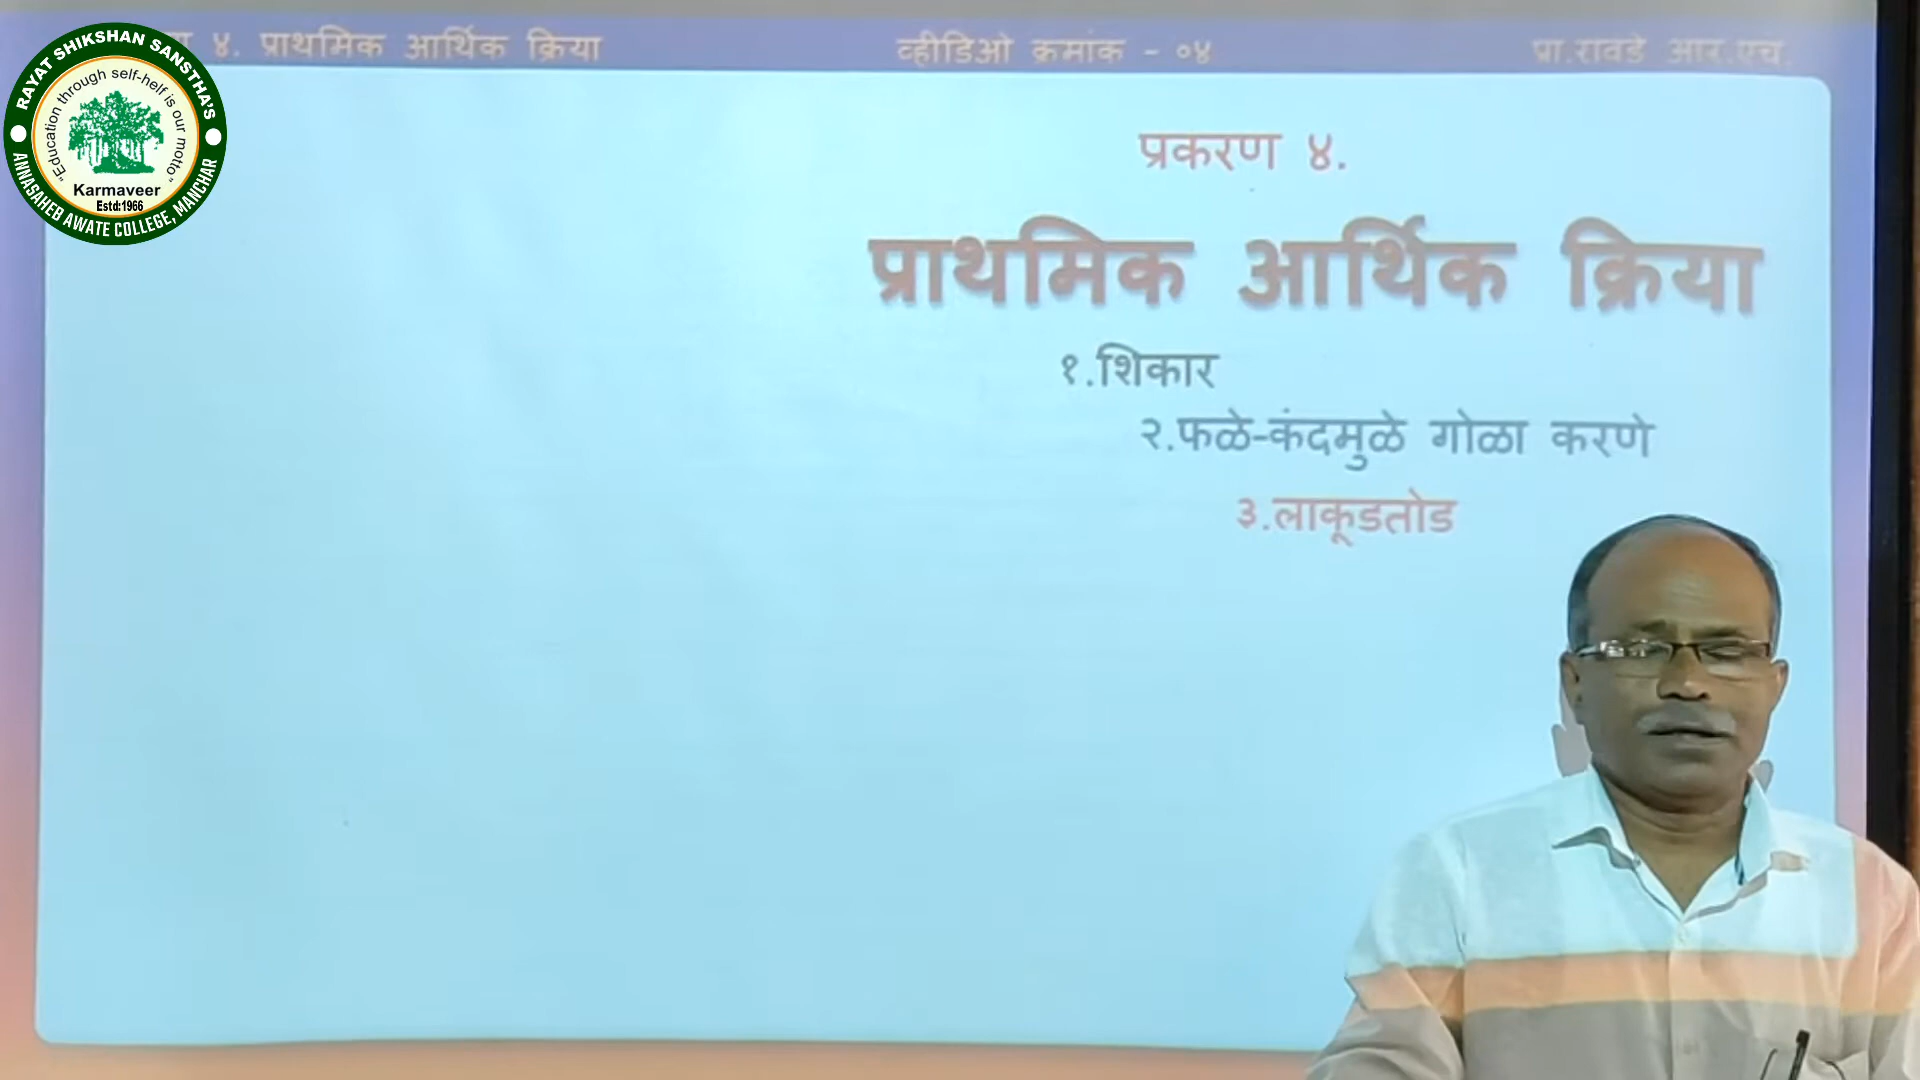 ४. प्राथमिक आर्थिक क्रिया
व्हीडिओ क्रमांक - ०४
प्रा.रावडे आर.एच.
RAYAT SHIKSHAN SANSTHA'S
"Education through self-helf is our motto"
Karmaveer
Estd:1966
ANNASAHEB AWATE COLLEGE, MANCHAR
प्रकरण ४.
प्राथमिक आर्थिक क्रिया
१.शिकार
२.फळे-कंदमुळे गोळा करणे
३.लाकूडतोड